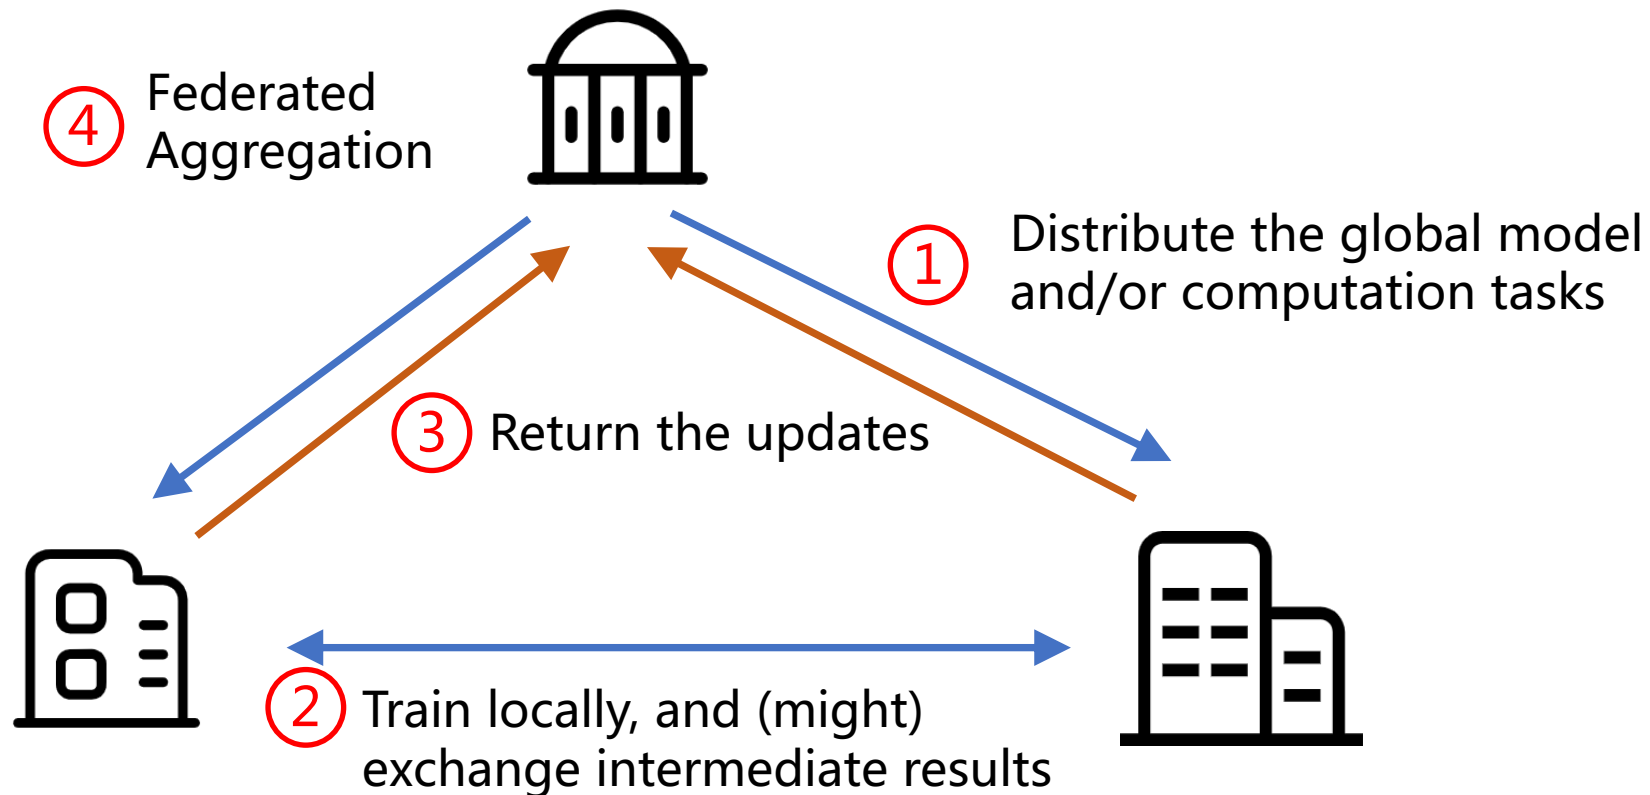 4
Federated
Aggregation
1
Distribute the global model
and/or computation tasks
3
Return the updates
2
Train locally, and (might)
exchange intermediate results